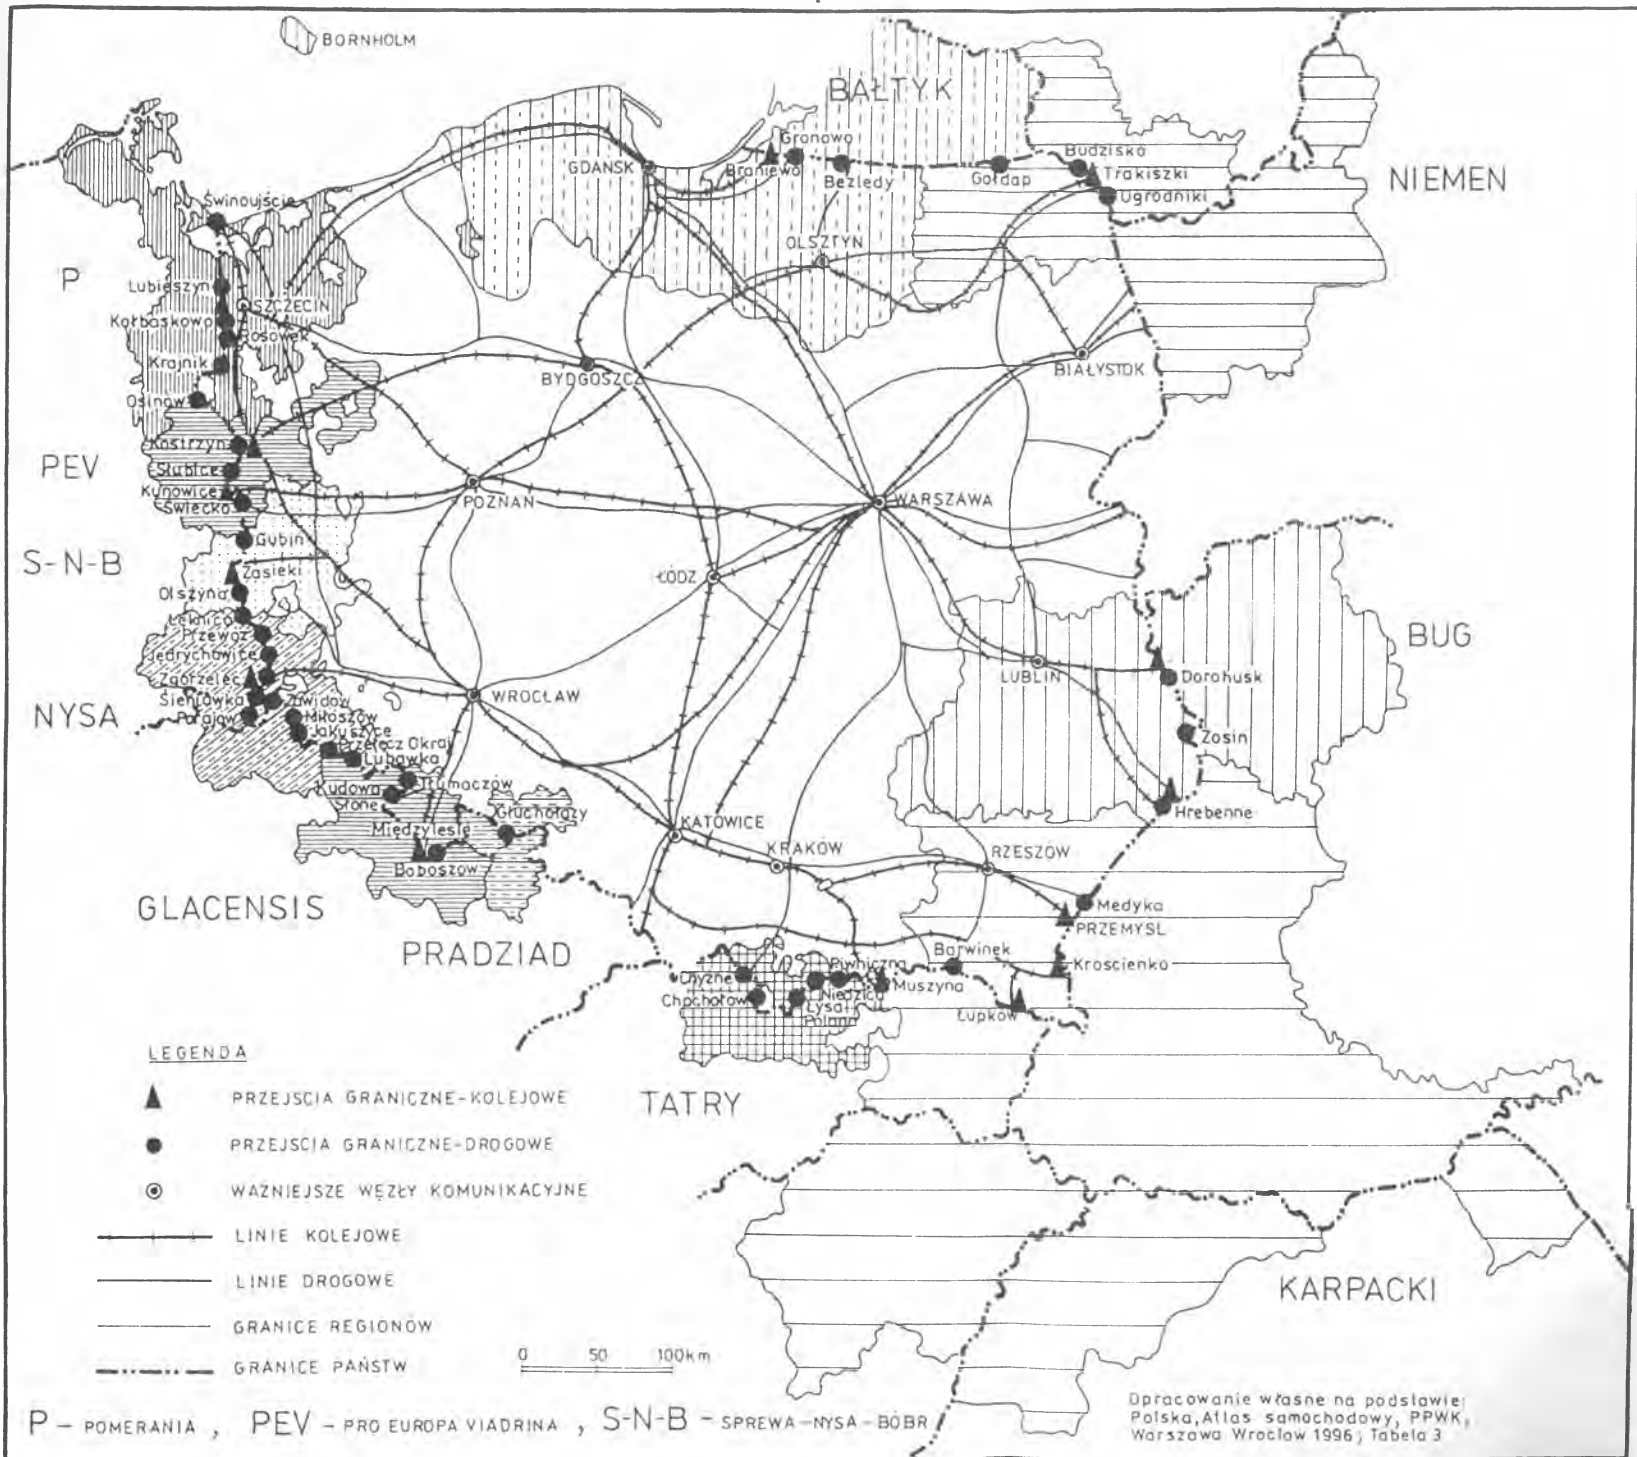 BORNHOLM
BAŁTYK
NIEMEN
GDAŃSK
Braniewo
Gronowo
Bezledy
Gołdap
Budzisko
Trakiszki
Ugrodniki
Świnoujście
OLSZTYN
P
Lubieszyn
SZCZECIN
Kołbaskowo
Rosówek
Krajnik
Osinów
BYDGOSZCZ
BIAŁYSTOK
PEV
Kostrzyn
Słubice
Kunowice
Świecko
POZNAŃ
WARSZAWA
S-N-B
Gubin
Zasieki
Olszyna
Łęknica
Przewóz
Jędrychowice
Zgorzelec
ŁÓDŹ
BUG
LUBLIN
Dorohusk
Zosin
Hrebenne
NYSA
Sieniawka
Zawidów
Porajów
Miłoszów
Jakuszyce
Przełęcz Okraj
Lubawka
WROCŁAW
Tłumaczów
Kudowa
Słone
Głuchołazy
Międzylesie
Boboszów
KATOWICE
KRAKÓW
RZESZÓW
Medyka
PRZEMYŚL
GLACENSIS
PRADZIAD
Chyżne
Chochołów
Piwniczna
Niedzica
Łysa
Polana
Muszyna
Barwinek
Krościenko
Łupków
TATRY
KARPACKI
LEGENDA
PRZEJŚCIA GRANICZNE-KOLEJOWE
PRZEJŚCIA GRANICZNE-DROGOWE
WAŻNIEJSZE WĘZŁY KOMUNIKACYJNE
LINIE KOLEJOWE
LINIE DROGOWE
GRANICE REGIONÓW
GRANICE PAŃSTW
0 50 100km
P – POMERANIA , PEV – PRO EUROPA VIADRINA , S-N-B – SPREWA-NYSA-BÓBR
Opracowanie własne na podstawie:
Polska, Atlas samochodowy, PPWK,
Warszawa Wrocław 1996; Tabela 3